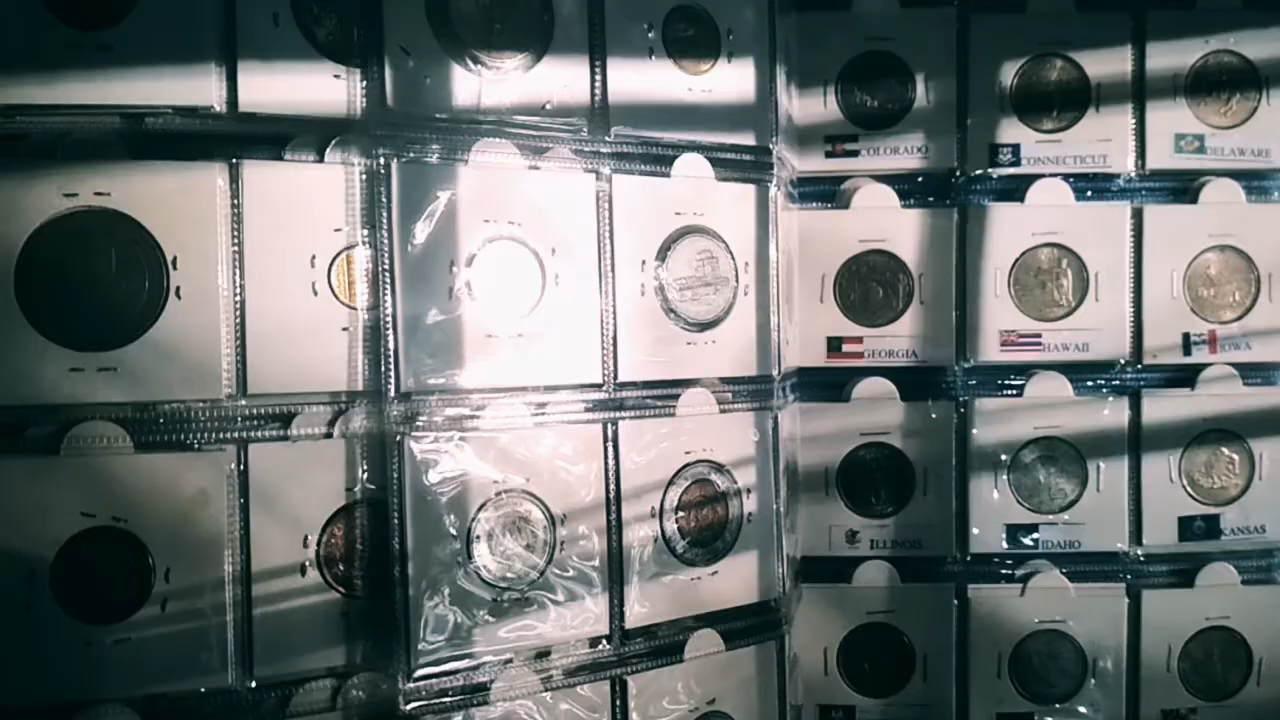 COLORADO
CONNECTICUT
DELAWARE
GEORGIA
HAWAII
IOWA
ILLINOIS
IDAHO
KANSAS